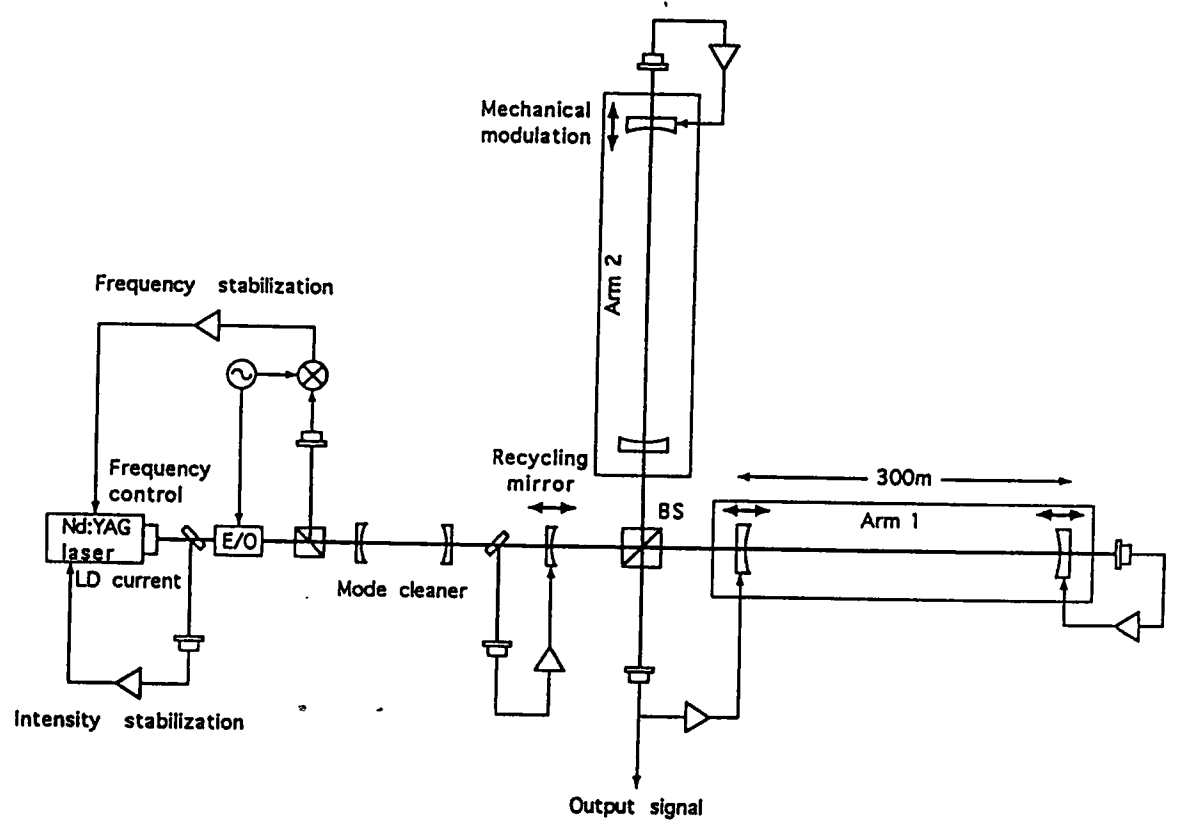 Mechanical
modulation
Arm 2
Frequency stabilization
Frequency
control
Recycling
mirror
300m
BS
Arm 1
Nd:YAG
laser
E/O
LD current
Mode cleaner
Intensity stabilization
Output signal